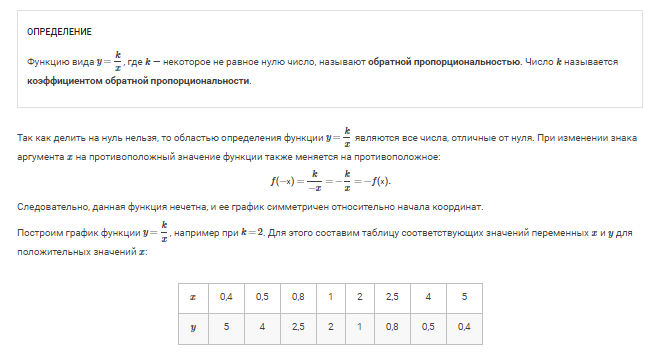 ОПРЕДЕЛЕНИЕ
Функцию вида y = k/x, где k — некоторое не равное нулю число, называют обратной пропорциональностью. Число k называется
коэффициентом обратной пропорциональности.
Так как делить на нуль нельзя, то областью определения функции y = k/x являются все числа, отличные от нуля. При изменении знака
аргумента x на противоположный значение функции также меняется на противоположное:
f(−x) = k/−x = −k/x = −f(x).
Следовательно, данная функция нечетна, и ее график симметричен относительно начала координат.
Построим график функции y = k/x, например при k = 2. Для этого составим таблицу соответствующих значений переменных x и y для
положительных значений x:
x 0,4 0,5 0,8 1 2 2,5 4 5
y 5 4 2,5 2 1 0,8 0,5 0,4